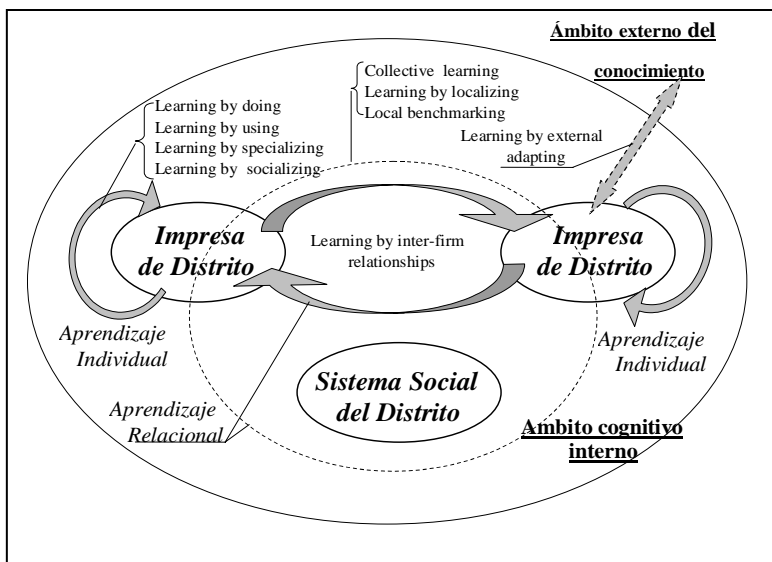 Ámbito externo del
conocimiento
Collective learning
Learning by localizing
Local benchmarking
Learning by doing
Learning by using
Learning by specializing
Learning by  socializing
Learning by external
adapting
Impresa
de Distrito
Learning by inter-firm
relationships
Impresa
de Distrito
Aprendizaje
Individual
Aprendizaje
Individual
Sistema Social
del Distrito
Aprendizaje
Relacional
Ambito cognitivo
interno